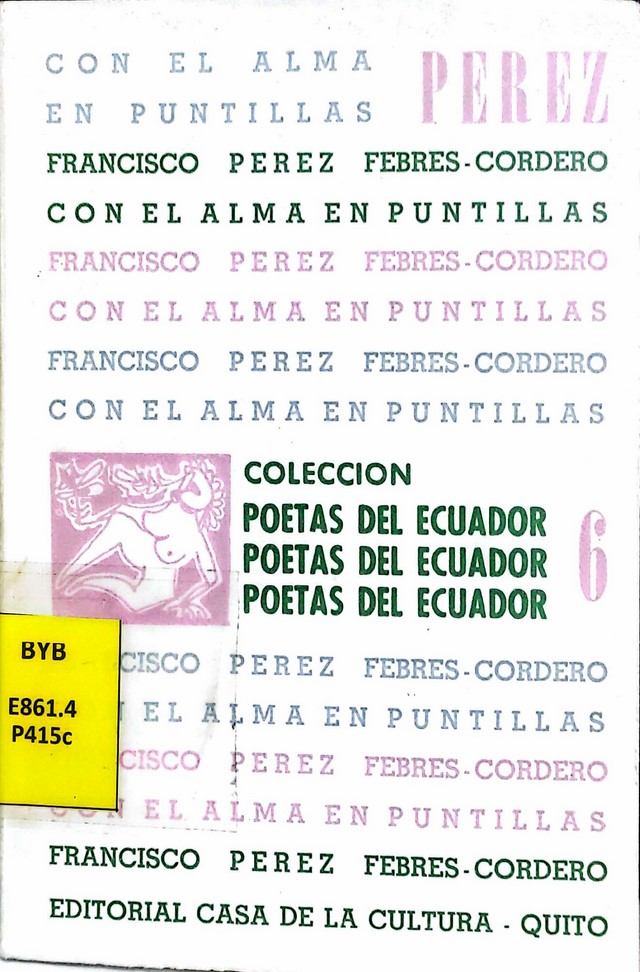 CON EL ALMA
EN PUNTILLAS
PEREZ
FRANCISCO PEREZ FEBRES-CORDERO
CON EL ALMA EN PUNTILLAS
FRANCISCO PEREZ FEBRES-CORDERO
CON EL ALMA EN PUNTILLAS
FRANCISCO PEREZ FEBRES-CORDERO
CON EL ALMA EN PUNTILLAS
COLECCION
POETAS DEL ECUADOR
POETAS DEL ECUADOR
POETAS DEL ECUADOR
6
BYB
E861.4
P415c
CISCO PEREZ FEBRES-CORDERO
N EL ALMA EN PUNTILLAS
CISCO PEREZ FEBRES-CORDERO
CON EL ALMA EN PUNTILLAS
FRANCISCO PEREZ FEBRES-CORDERO
EDITORIAL CASA DE LA CULTURA - QUITO